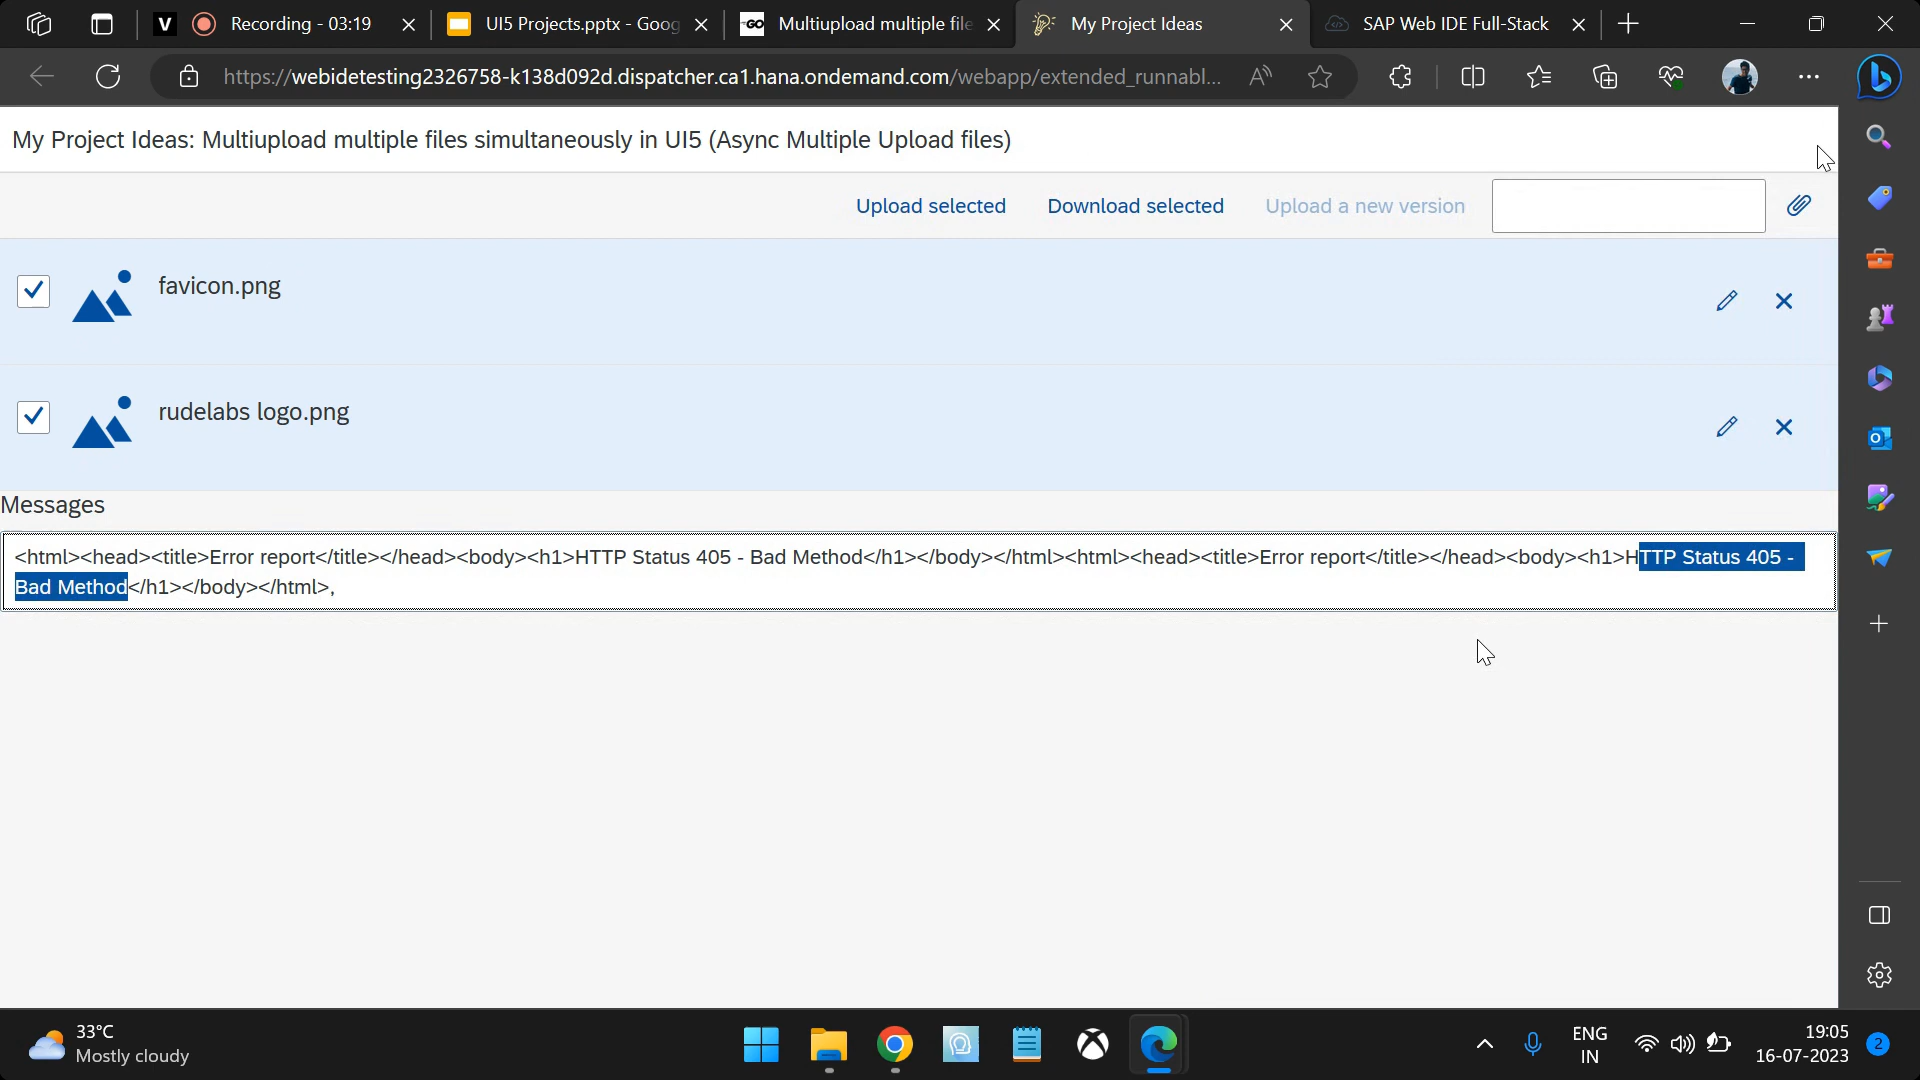 V
Recording - 03:19
UI5 Projects.pptx - Goog
GO
Multiupload multiple file
My Project Ideas
SAP Web IDE Full-Stack
https://webidetesting2326758-k138d092d.dispatcher.ca1.hana.ondemand.com/webapp/extended_runnabl...
My Project Ideas: Multiupload multiple files simultaneously in UI5 (Async Multiple Upload files)
Upload selected
Download selected
Upload a new version
favicon.png
rudelabs logo.png
Messages
<html><head><title>Error report</title></head><body><h1>HTTP Status 405 - Bad Method</h1></body></html><html><head><title>Error report</title></head><body><h1>HTTP Status 405 -
Bad Method</h1></body></html>,
33°C
Mostly cloudy
ENG
IN
19:05
16-07-2023
2